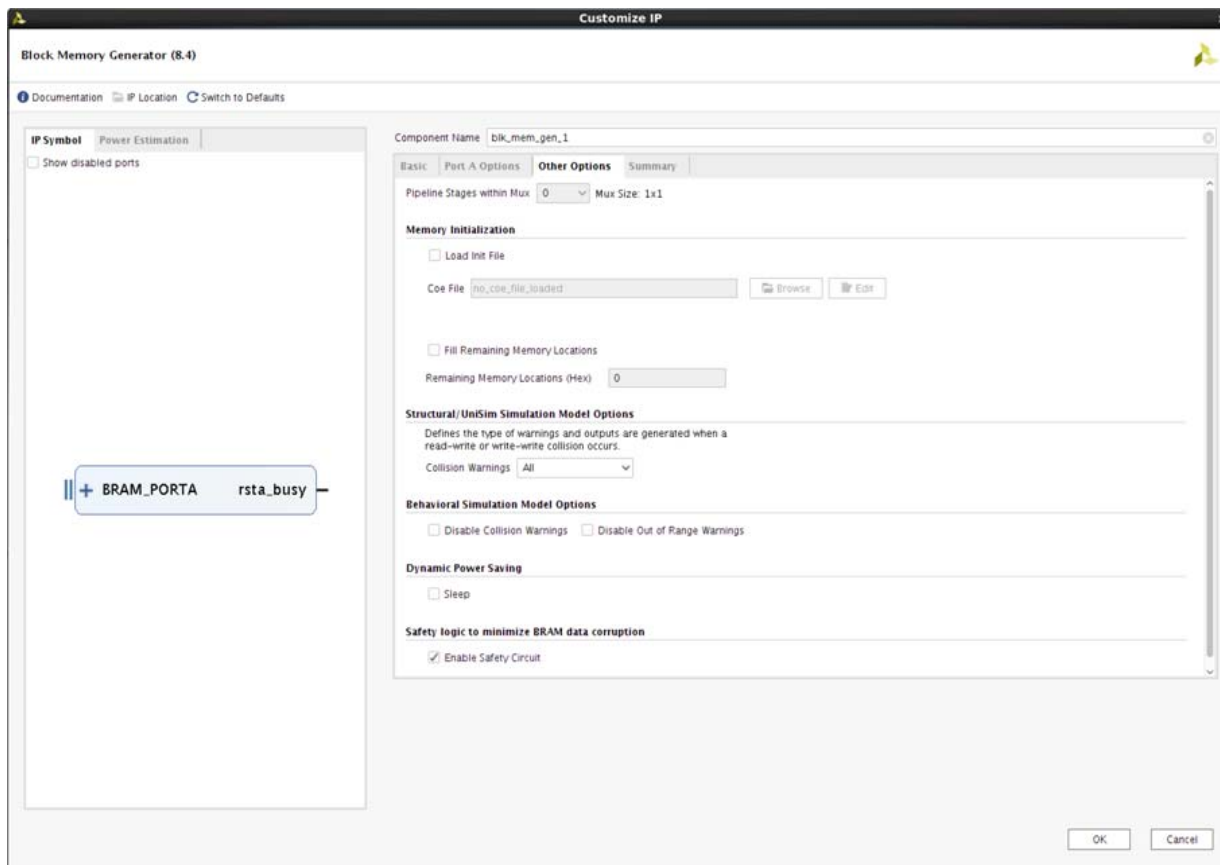 Customize IP
Block Memory Generator (8.4)
Documentation IP Location Switch to Defaults
IP Symbol Power Estimation
Show disabled ports
BRAM_PORTA rsta_busy
Component Name blk_mem_gen_1
Basic Port A Options Other Options Summary
Pipeline Stages within Mux 0 Mux Size: 1x1
Memory Initialization
Load Init File
Coe File no_coe_file_loaded Browse Edit
Fill Remaining Memory Locations
Remaining Memory Locations (Hex) 0
Structural/UniSim Simulation Model Options
Defines the type of warnings and outputs are generated when a
read-write or write-write collision occurs.
Collision Warnings All
Behavioral Simulation Model Options
Disable Collision Warnings Disable Out of Range Warnings
Dynamic Power Saving
Sleep
Safety logic to minimize BRAM data corruption
Enable Safety Circuit
OK Cancel